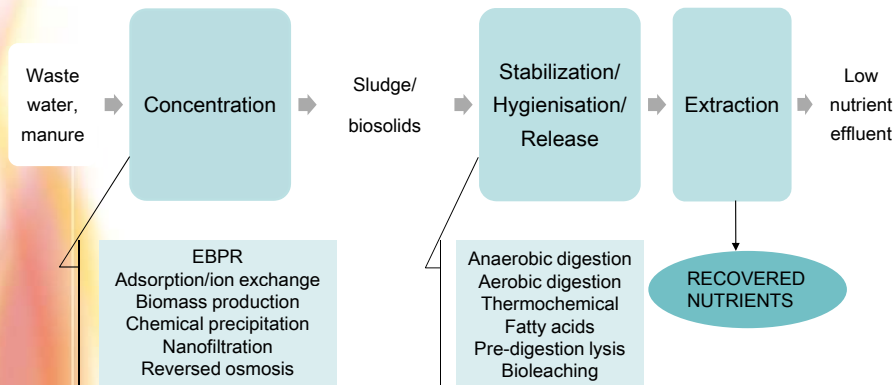 Waste
water,
manure
Concentration
Sludge/
biosolids
Stabilization/
Hygienisation/
Release
Extraction
Low
nutrient
effluent
EBPR
Adsorption/ion exchange
Biomass production
Chemical precipitation
Nanofiltration
Reversed osmosis
Anaerobic digestion
Aerobic digestion
Thermochemical
Fatty acids
Pre-digestion lysis
Bioleaching
RECOVERED
NUTRIENTS